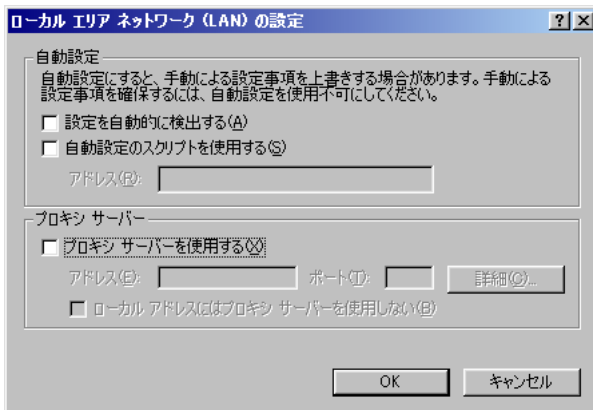 ローカル エリア ネットワーク (LAN) の設定
自動設定
自動設定にすると、手動による設定事項を上書きする場合があります。手動による
設定事項を確保するには、自動設定を使用不可にしてください。
設定を自動的に検出する(A)
自動設定のスクリプトを使用する(S)
アドレス(R):
プロキシ サーバー
プロキシ サーバーを使用する(X)
アドレス(E): ポート(T): 詳細(C)...
ローカル アドレスにはプロキシ サーバーを使用しない(B)
OK キャンセル